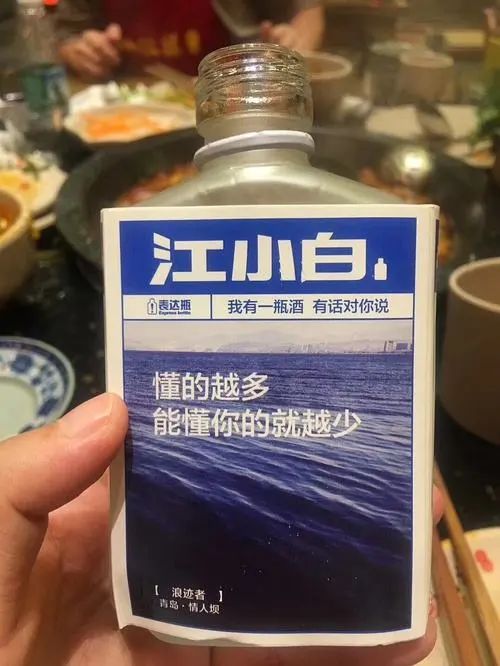 江小白
表达瓶 我有一瓶酒 有话对你说
Express bottle
懂的越多
能懂你的就越少
【 浪迹者 】
青岛·情人坝